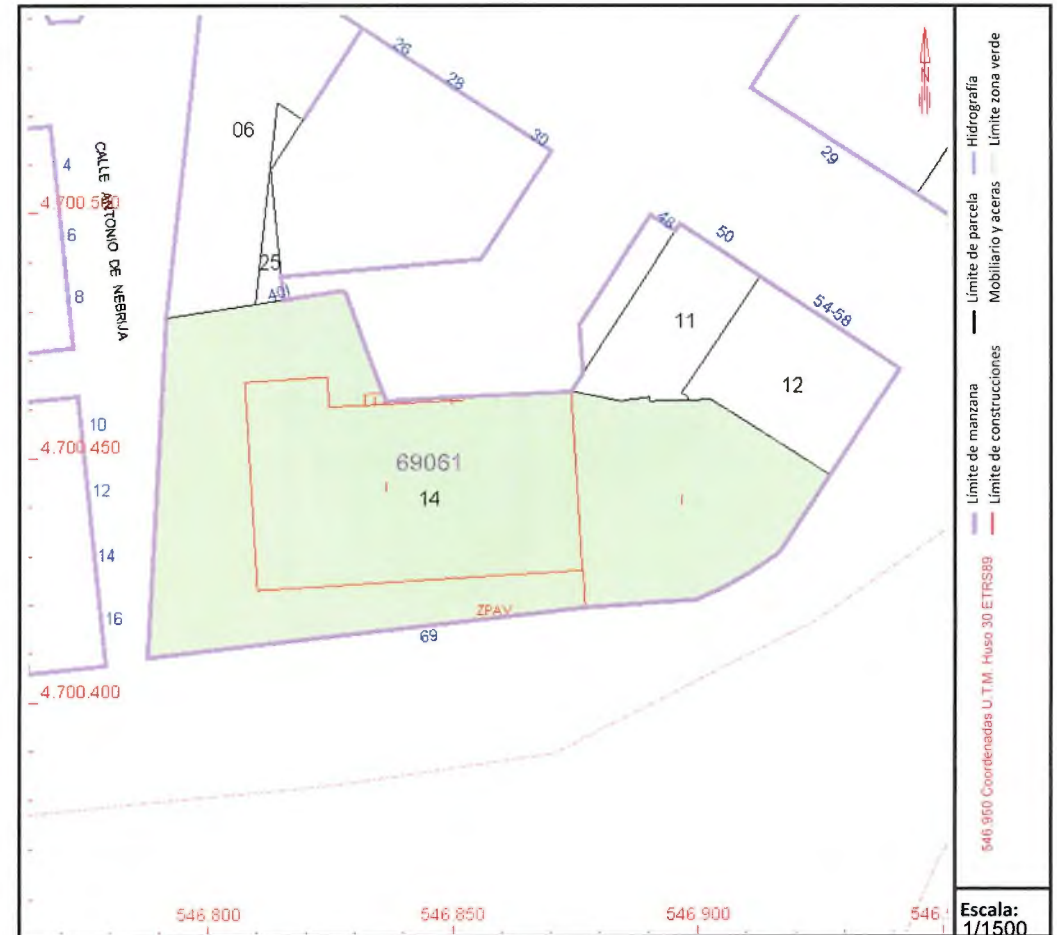 26
28
30
29
06
CALLE ANTONIO DE NEBRIJA
4
4.700.500
6
8
25
40I
48
50
54-58
11
12
10
4.700.450
12
14
16
69061
14
ZPAV
69
4.700.400
546.800
546.850
546.900
N
Límite de manzana
Límite de parcela
Hidrografía
Límite de construcciones
Mobiliario y aceras
Límite zona verde
546.950 Coordenadas U.T.M. Huso 30 ETRS89
Escala:
1/1500